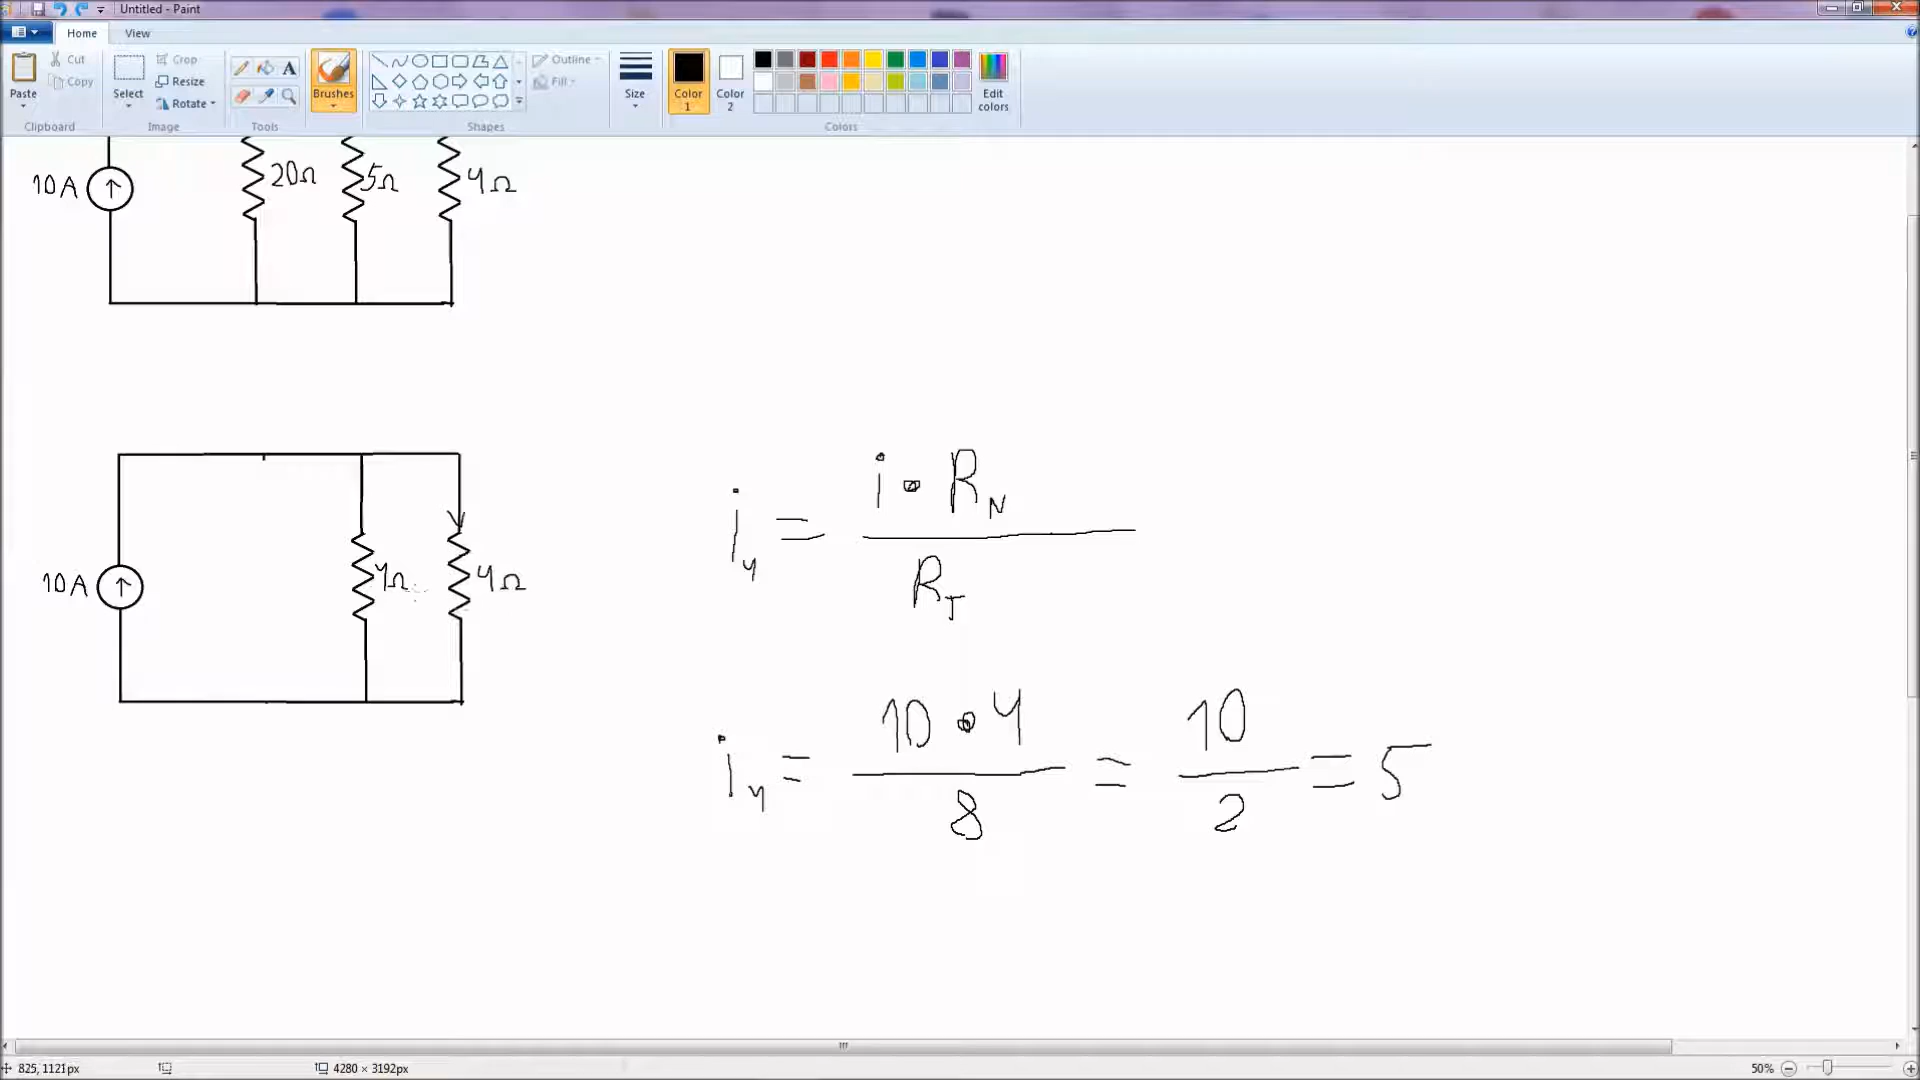 Untitled - Paint
Home View
Paste Cut Copy Clipboard
Select Crop Resize Rotate Image
A
Tools
Brushes
Shapes
Outline Fill
Size
Color 1
Color 2
Edit colors
Colors
10A 20Ω 5Ω 4Ω
10A 4Ω 4Ω
i4 = i • RN / RT
i4 = 10 • 4 / 8 = 10 / 2 = 5
825, 1121px 4280 × 3192px 50%